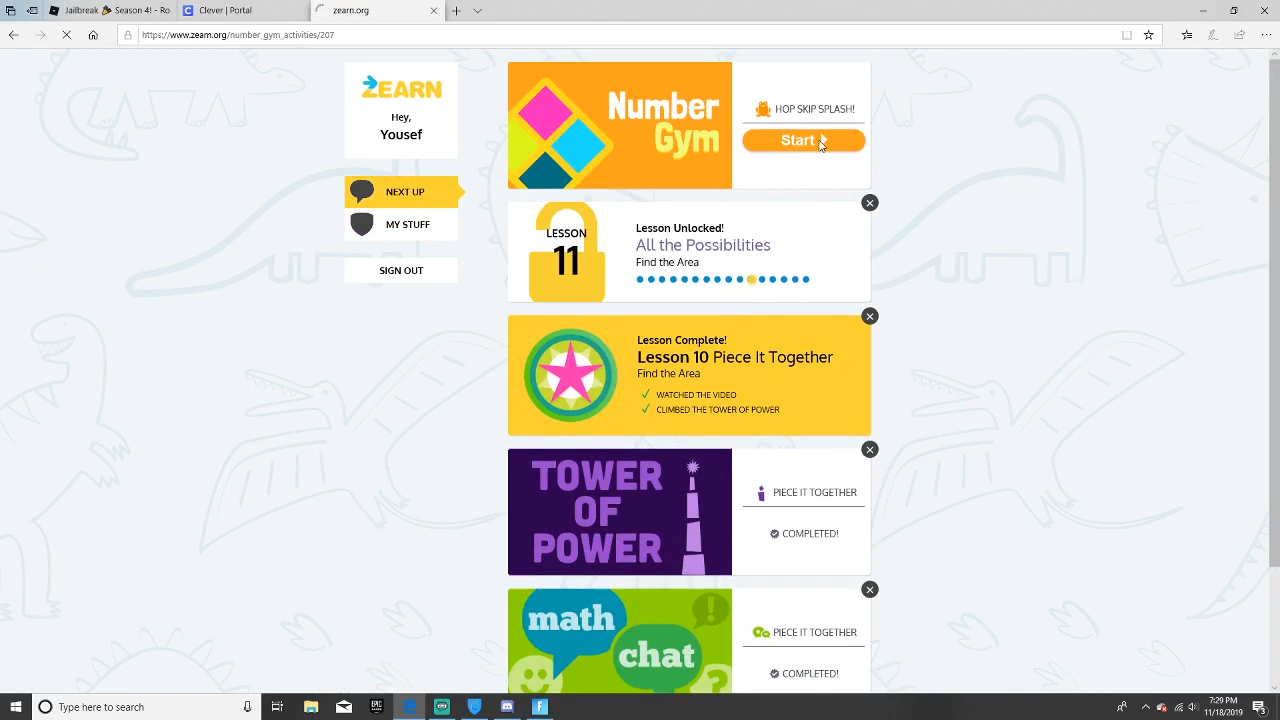 Jailbreak 🎉 Season 4! - Ro
Clever Portal
zearn.org
https://www.zearn.org/number_gym_activities/207
ZEARN
Hey,
Yousef
NEXT UP
MY STUFF
SIGN OUT
Number
Gym
HOP SKIP SPLASH!
Start
LESSON
11
Lesson Unlocked!
All the Possibilities
Find the Area
Lesson Complete!
Lesson 10 Piece It Together
Find the Area
WATCHED THE VIDEO
CLIMBED THE TOWER OF POWER
TOWER
OF
POWER
PIECE IT TOGETHER
COMPLETED!
math
chat
PIECE IT TOGETHER
COMPLETED!
Type here to search
EPIC
7:29 PM
11/18/2019